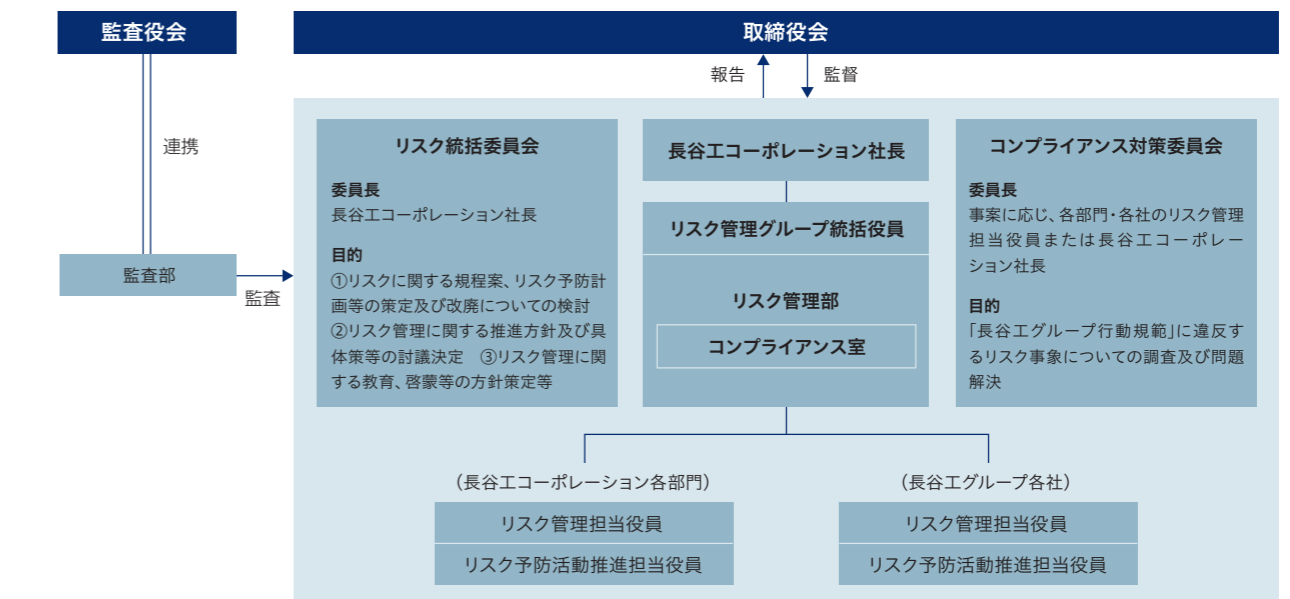 監査役会
取締役会
報告
監督
連携
監査部
監査
リスク統括委員会
委員長
長谷工コーポレーション社長
目的
①リスクに関する規程案、リスク予防計
画等の策定及び改廃についての検討
②リスク管理に関する推進方針及び具
体策等の討議決定　③リスク管理に関
する教育、啓蒙等の方針策定等
長谷工コーポレーション社長
リスク管理グループ統括役員
リスク管理部
コンプライアンス室
コンプライアンス対策委員会
委員長
事案に応じ、各部門・各社のリスク管理
担当役員または長谷工コーポレー
ション社長
目的
「長谷工グループ行動規範」に違反す
るリスク事象についての調査及び問題
解決
（長谷工コーポレーション各部門）
リスク管理担当役員
リスク予防活動推進担当役員
（長谷工グループ各社）
リスク管理担当役員
リスク予防活動推進担当役員